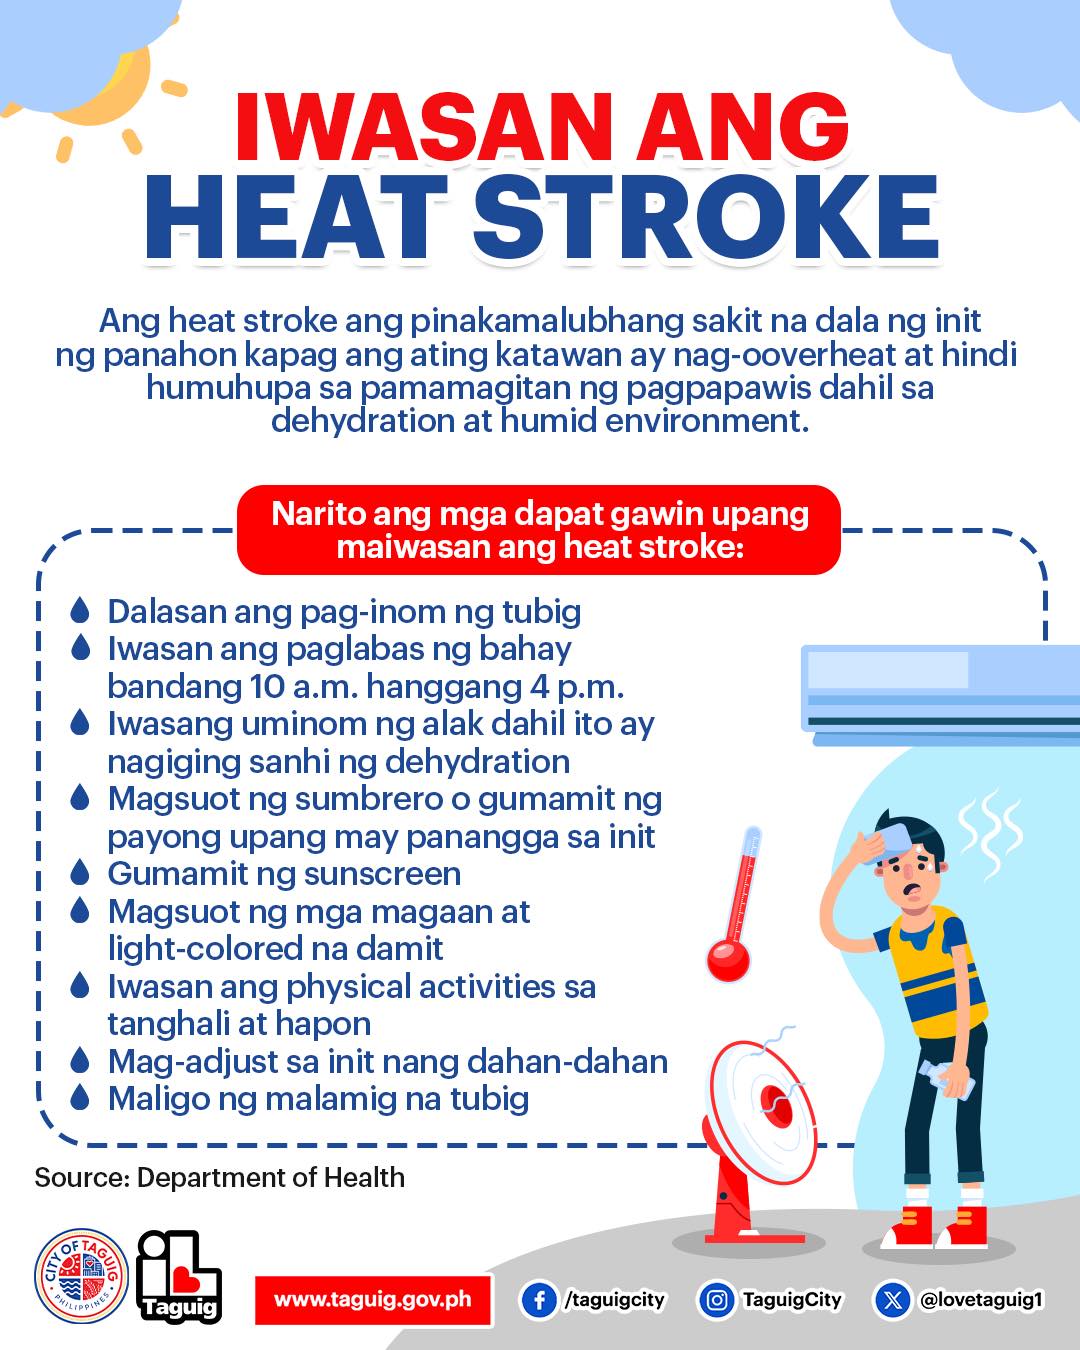 IWASAN ANG
HEAT STROKE
Ang heat stroke ang pinakamalubhang sakit na dala ng init
ng panahon kapag ang ating katawan ay nag-ooverheat at hindi
humuhupa sa pamamagitan ng pagpapawis dahil sa
dehydration at humid environment.
Narito ang mga dapat gawin upang
maiwasan ang heat stroke:
Dalasan ang pag-inom ng tubig
Iwasan ang paglabas ng bahay
bandang 10 a.m. hanggang 4 p.m.
Iwasang uminom ng alak dahil ito ay
nagiging sanhi ng dehydration
Magsuot ng sumbrero o gumamit ng
payong upang may panangga sa init
Gumamit ng sunscreen
Magsuot ng mga magaan at
light-colored na damit
Iwasan ang physical activities sa
tanghali at hapon
Mag-adjust sa init nang dahan-dahan
Maligo ng malamig na tubig
Source: Department of Health
CITY OF TAGUIG
PHILIPPINES
iL
Taguig
www.taguig.gov.ph
/taguigcity
TaguigCity
@lovetaguig1